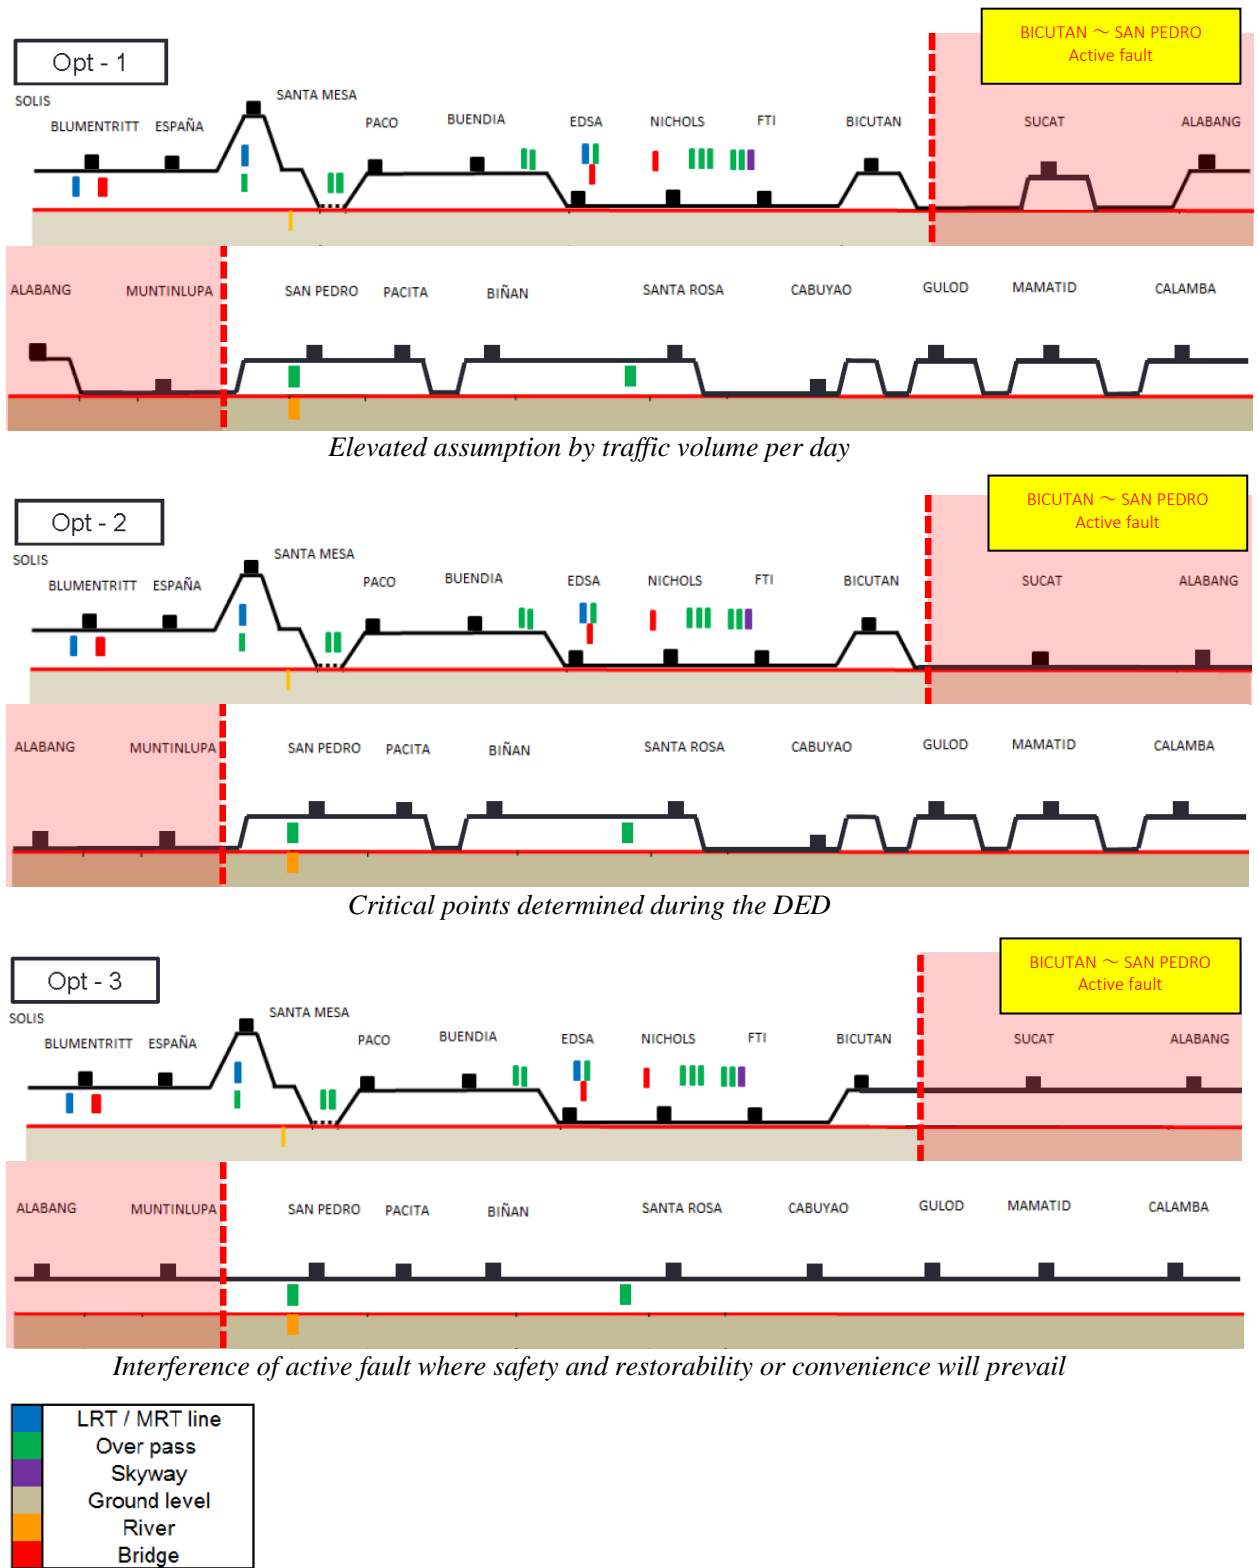 BICUTAN ～ SAN PEDRO
Active fault
Opt - 1
SOLIS
SANTA MESA
BLUMENTRITT ESPAÑA PACO BUENDIA EDSA NICHOLS FTI BICUTAN SUCAT ALABANG
ALABANG MUNTINLUPA SAN PEDRO PACITA BIÑAN SANTA ROSA CABUYAO GULOD MAMATID CALAMBA
Elevated assumption by traffic volume per day
BICUTAN ～ SAN PEDRO
Active fault
Opt - 2
SOLIS
SANTA MESA
BLUMENTRITT ESPAÑA PACO BUENDIA EDSA NICHOLS FTI BICUTAN SUCAT ALABANG
ALABANG MUNTINLUPA SAN PEDRO PACITA BIÑAN SANTA ROSA CABUYAO GULOD MAMATID CALAMBA
Critical points determined during the DED
BICUTAN ～ SAN PEDRO
Active fault
Opt - 3
SOLIS
SANTA MESA
BLUMENTRITT ESPAÑA PACO BUENDIA EDSA NICHOLS FTI BICUTAN SUCAT ALABANG
ALABANG MUNTINLUPA SAN PEDRO PACITA BIÑAN SANTA ROSA CABUYAO GULOD MAMATID CALAMBA
Interference of active fault where safety and restorability or convenience will prevail
LRT / MRT line
Over pass
Skyway
Ground level
River
Bridge